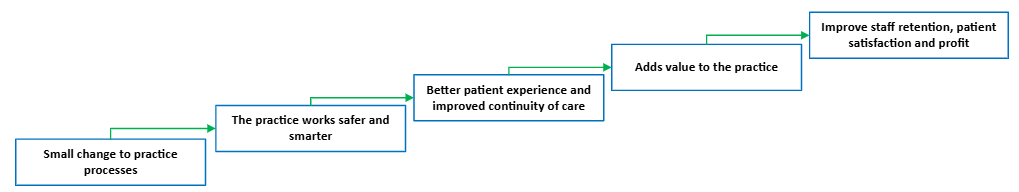 Small change to practice
processes
The practice works safer and
smarter
Better patient experience and
improved continuity of care
Adds value to the practice
Improve staff retention, patient
satisfaction and profit